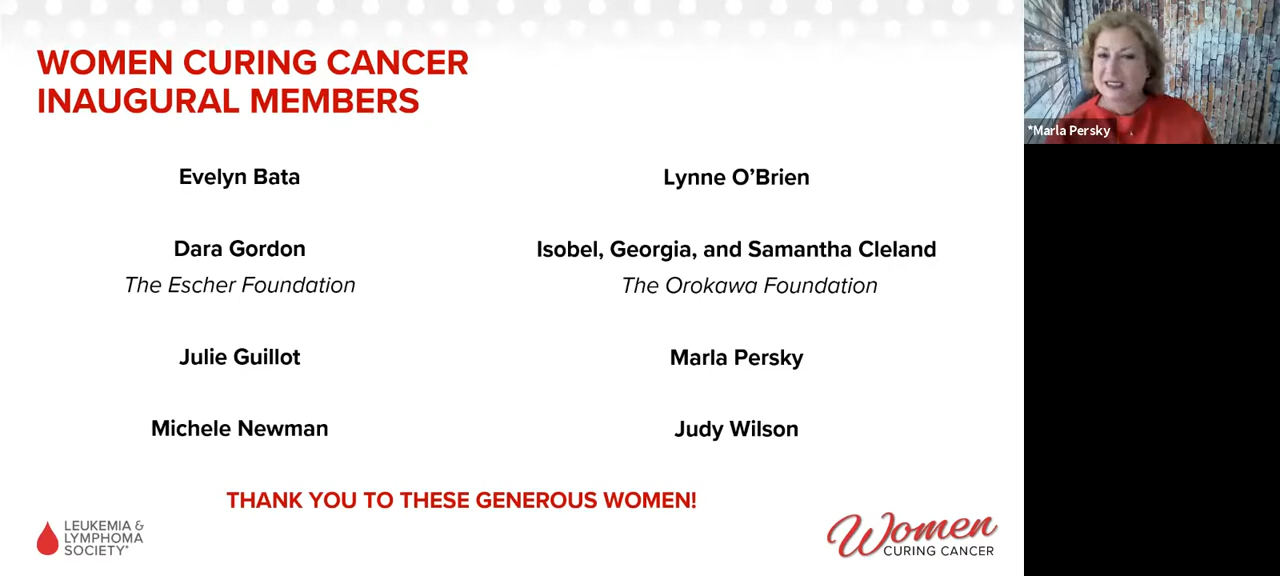 WOMEN CURING CANCER
INAUGURAL MEMBERS
Evelyn Bata
Lynne O’Brien
Dara Gordon
The Escher Foundation
Isobel, Georgia, and Samantha Cleland
The Orokawa Foundation
Julie Guillot
Marla Persky
Michele Newman
Judy Wilson
THANK YOU TO THESE GENEROUS WOMEN!
LEUKEMIA &
LYMPHOMA
SOCIETY®
Women
CURING CANCER
*Marla Persky